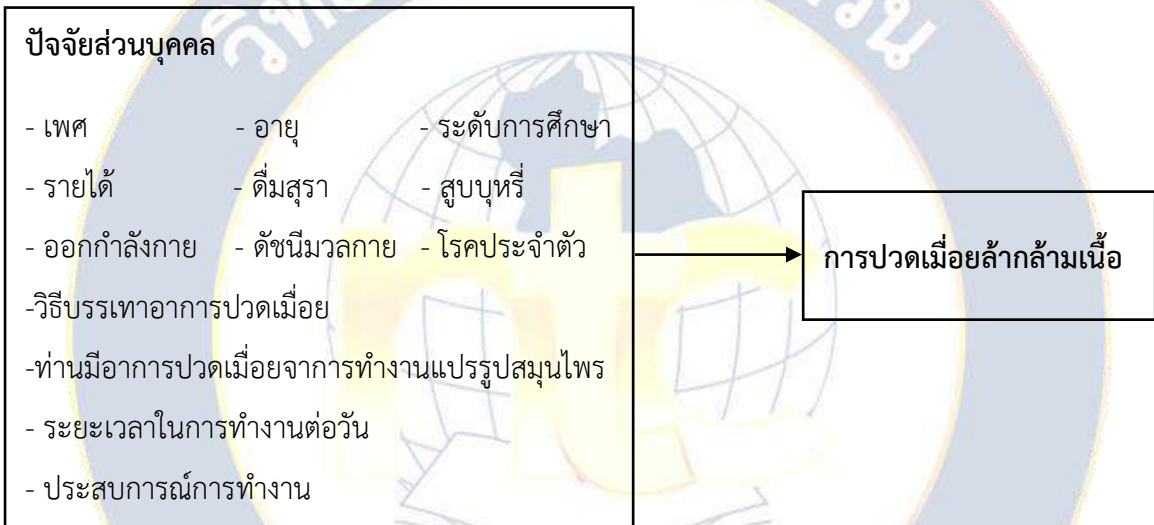 ปัจจัยส่วนบุคคล
- เพศ - อายุ - ระดับการศึกษา
- รายได้ - ดื่มสุรา - สูบบุหรี่
- ออกกำลังกาย - ดัชนีมวลกาย - โรคประจำตัว
-วิธีบรรเทาอาการปวดเมื่อย
-ท่านมีอาการปวดเมื่อยจาการทำงานแปรรูปสมุนไพร
- ระยะเวลาในการทำงานต่อวัน
- ประสบการณ์การทำงาน
การปวดเมื่อยล้ากล้ามเนื้อ
ntc